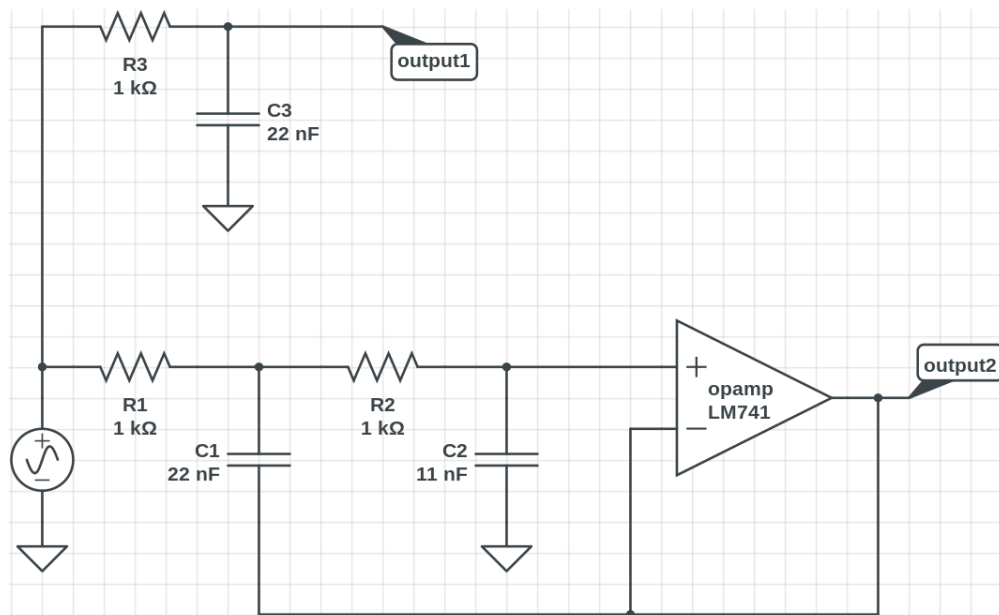 output1
R3
1 kΩ
C3
22 nF
output2
opamp
LM741
R1
1 kΩ
R2
1 kΩ
C1
22 nF
C2
11 nF